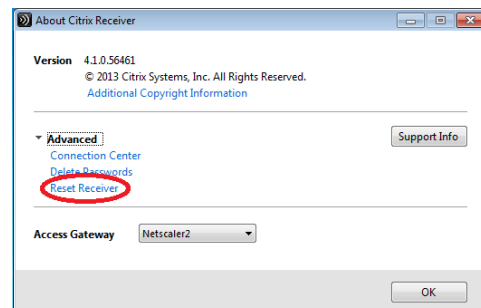 About Citrix Receiver
Version 4.1.0.56461
© 2013 Citrix Systems, Inc. All Rights Reserved.
Additional Copyright Information
Advanced
Support Info
Connection Center
Delete Passwords
Reset Receiver
Access Gateway Netscaler2
OK